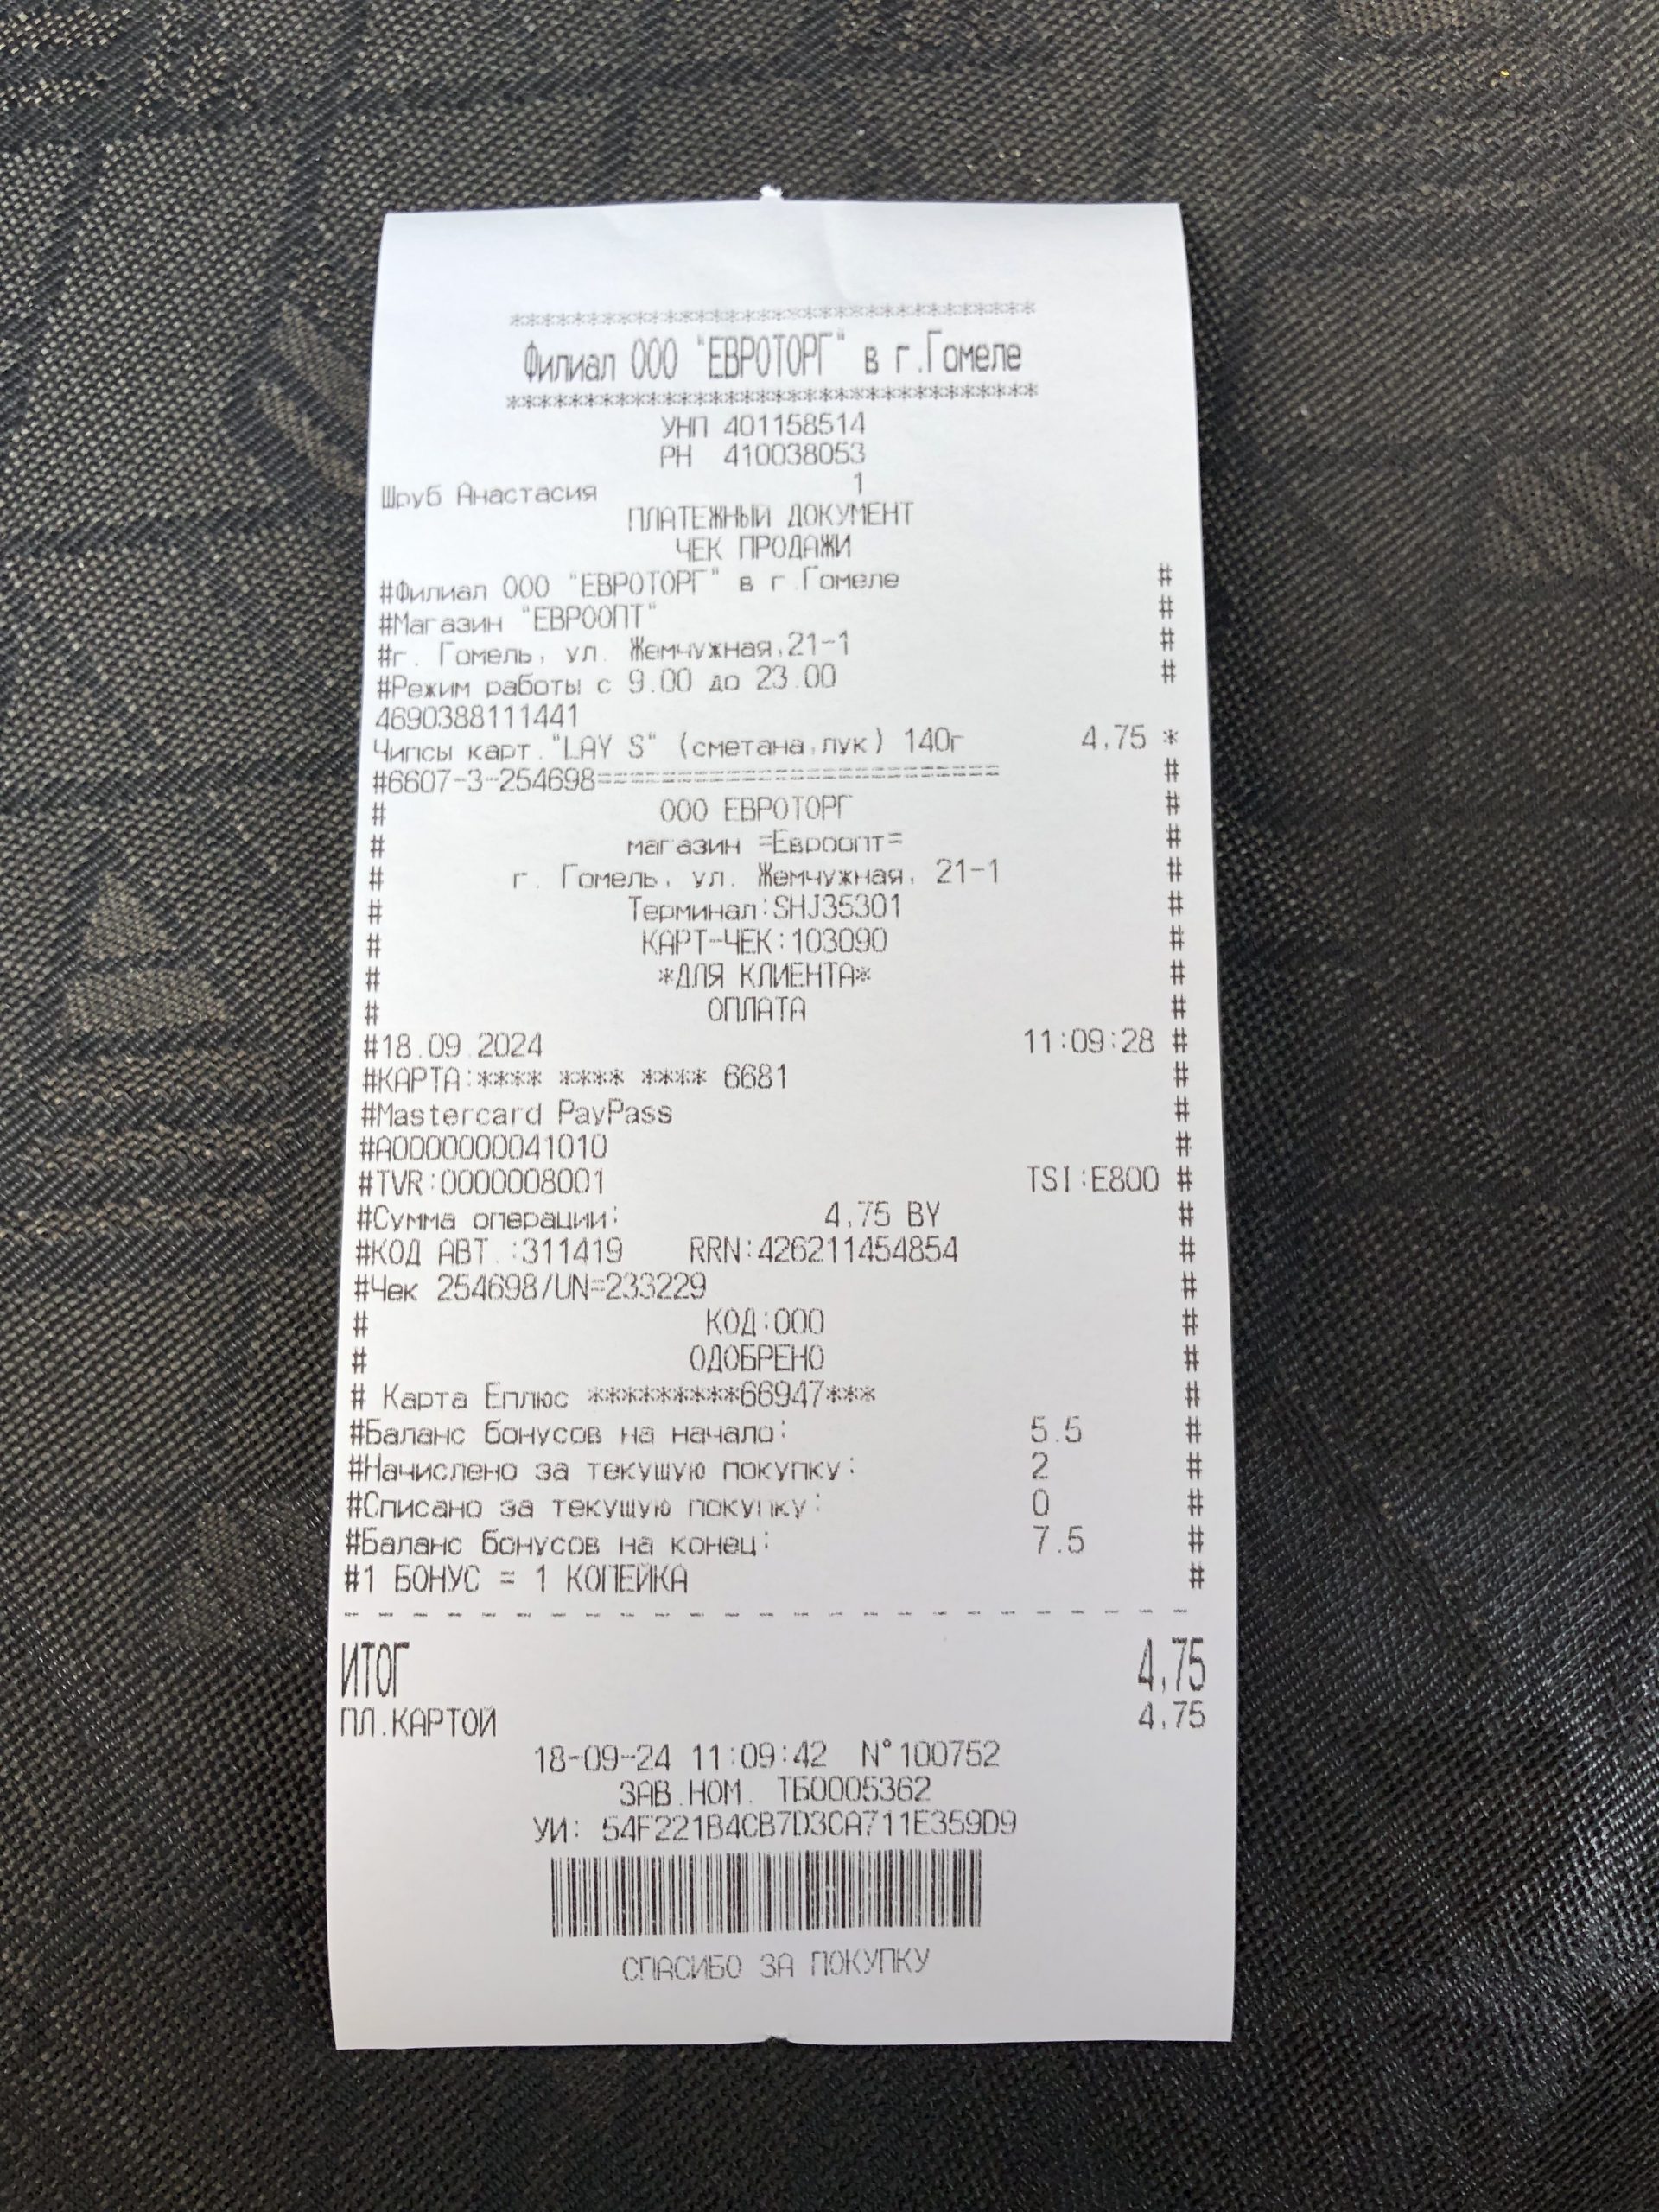 **********************************
Филиал ООО "ЕВРОТОРГ" в г.Гомеле
**********************************
УНП 401158514
РН 410038053
Шруб Анастасия 1
ПЛАТЕЖНЫЙ ДОКУМЕНТ
ЧЕК ПРОДАЖИ
#Филиал ООО "ЕВРОТОРГ" в г.Гомеле #
#Магазин "ЕВРООПТ" #
#г. Гомель, ул. Жемчужная,21-1 #
#Режим работы с 9.00 до 23.00 #
4690388111441
Чипсы карт."LAY S" (сметана,лук) 140г 4,75 *
#6607-3-254698========================= #
# ООО ЕВРОТОРГ #
# магазин =Евроопт= #
# г. Гомель, ул. Жемчужная, 21-1 #
# Терминал:SHJ35301 #
# КАРТ-ЧЕК:103090 #
# *ДЛЯ КЛИЕНТА* #
# ОПЛАТА #
#18.09.2024 11:09:28 #
#КАРТА:**** **** **** 6681 #
#Mastercard PayPass #
#A0000000041010 #
#TVR:0000008001 TSI:E800 #
#Сумма операции: 4,75 BY #
#КОД АВТ.:311419 RRN:426211454854 #
#Чек 254698/UN=233229 #
# КОД:000 #
# ОДОБРЕНО #
# Карта Еплюс *********66947*** #
#Баланс бонусов на начало: 5.5 #
#Начислено за текущую покупку: 2 #
#Списано за текущую покупку: 0 #
#Баланс бонусов на конец: 7.5 #
#1 БОНУС = 1 КОПЕЙКА #
- - - - - - - - - - - - - - - - - - - - - - - - -
ИТОГ 4,75
ПЛ.КАРТОЙ 4,75
18-09-24 11:09:42 N°100752
ЗАВ.НОМ. ТБ0005362
УИ: 54F221B4CB7D3CA711E359D9
СПАСИБО ЗА ПОКУПКУ